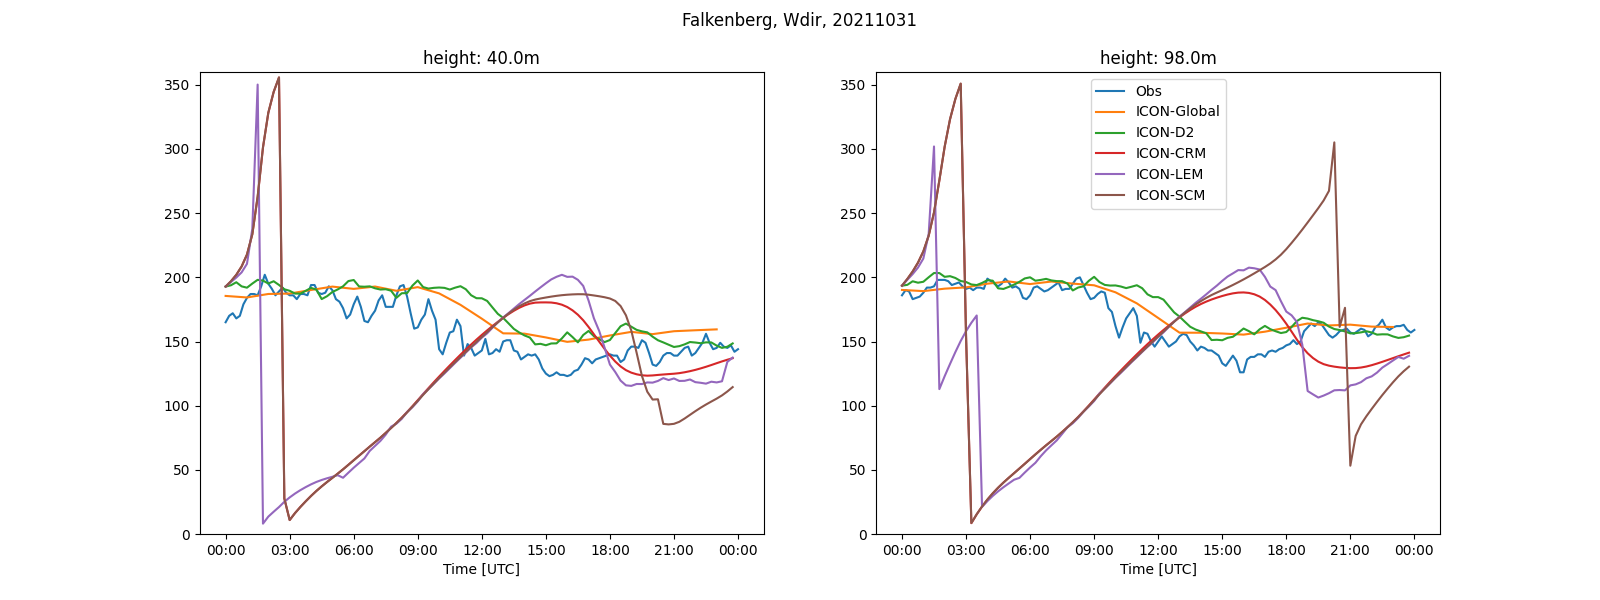 Falkenberg, Wdir, 20211031
height: 40.0m
350
300
250
200
150
100
50
0
00:00 03:00 06:00 09:00 12:00 15:00 18:00 21:00 00:00
Time [UTC]
height: 98.0m
Obs
ICON-Global
ICON-D2
ICON-CRM
ICON-LEM
ICON-SCM
350
300
250
200
150
100
50
0
00:00 03:00 06:00 09:00 12:00 15:00 18:00 21:00 00:00
Time [UTC]